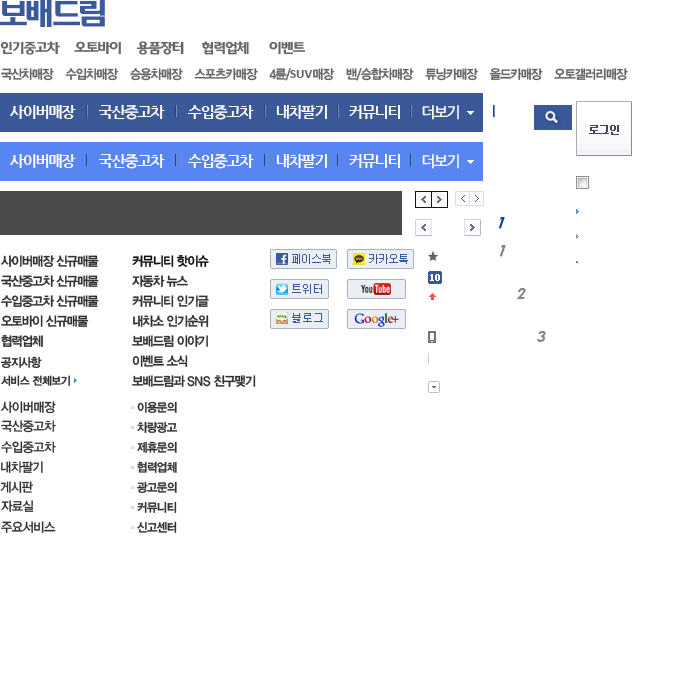 보배드림
인기중고차 오토바이 용품장터 협력업체 이벤트
국산차매장 수입차매장 승용차매장 스포츠카매장 4륜/SUV매장 밴/승합차매장 튜닝카매장 올드카매장 오토갤러리매장
사이버매장 국산중고차 수입중고차 내차팔기 커뮤니티 더보기
로그인
사이버매장 국산중고차 수입중고차 내차팔기 커뮤니티 더보기
1
1
2
3
10
사이버매장 신규매물 커뮤니티 핫이슈 페이스북 카카오톡
국산중고차 신규매물 자동차 뉴스 트위터 YouTube
수입중고차 신규매물 커뮤니티 인기글
오토바이 신규매물 내차소 인기순위 블로그 Google+
협력업체 보배드림 이야기
공지사항 이벤트 소식
서비스 전체보기 보배드림과 SNS 친구맺기
사이버매장 이용문의
국산중고차 차량광고
수입중고차 제휴문의
내차팔기 협력업체
게시판 광고문의
자료실 커뮤니티
주요서비스 신고센터